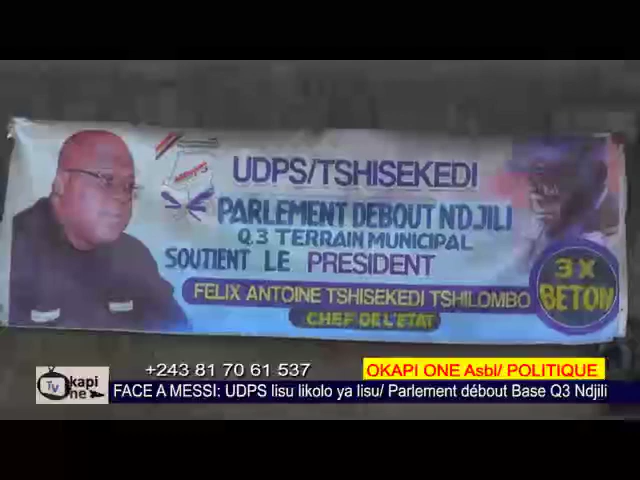 UDPS/TSHISEKEDI
PARLEMENT DEBOUT N'DJILI
Q.3 TERRAIN MUNICIPAL
SOUTIENT LE PRESIDENT
FELIX ANTOINE TSHISEKEDI TSHILOMBO
CHEF DE L'ETAT
3 X
BETON
+243 81 70 61 537
OKAPI ONE Asbl/ POLITIQUE
Tv Okapi
One
FACE A MESSI: UDPS lisu likolo ya lisu/ Parlement débout Base Q3 Ndjili